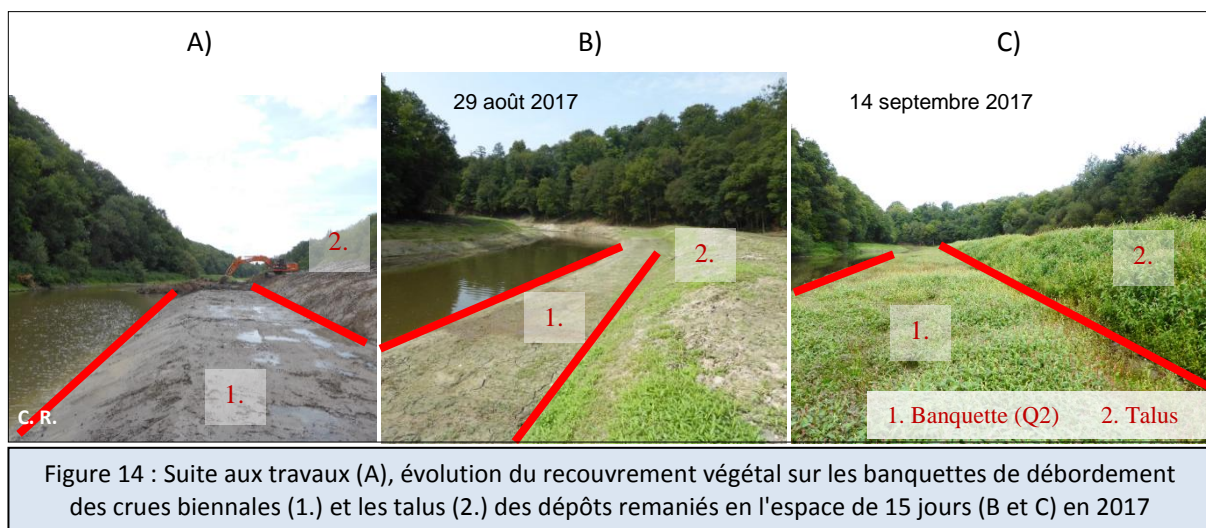 A)
B)
C)
29 août 2017
14 septembre 2017
2.
2.
2.
1.
1.
1.
C. R.
1. Banquette (Q2) 2. Talus
Figure 14 : Suite aux travaux (A), évolution du recouvrement végétal sur les banquettes de débordement
des crues biennales (1.) et les talus (2.) des dépôts remaniés en l'espace de 15 jours (B et C) en 2017